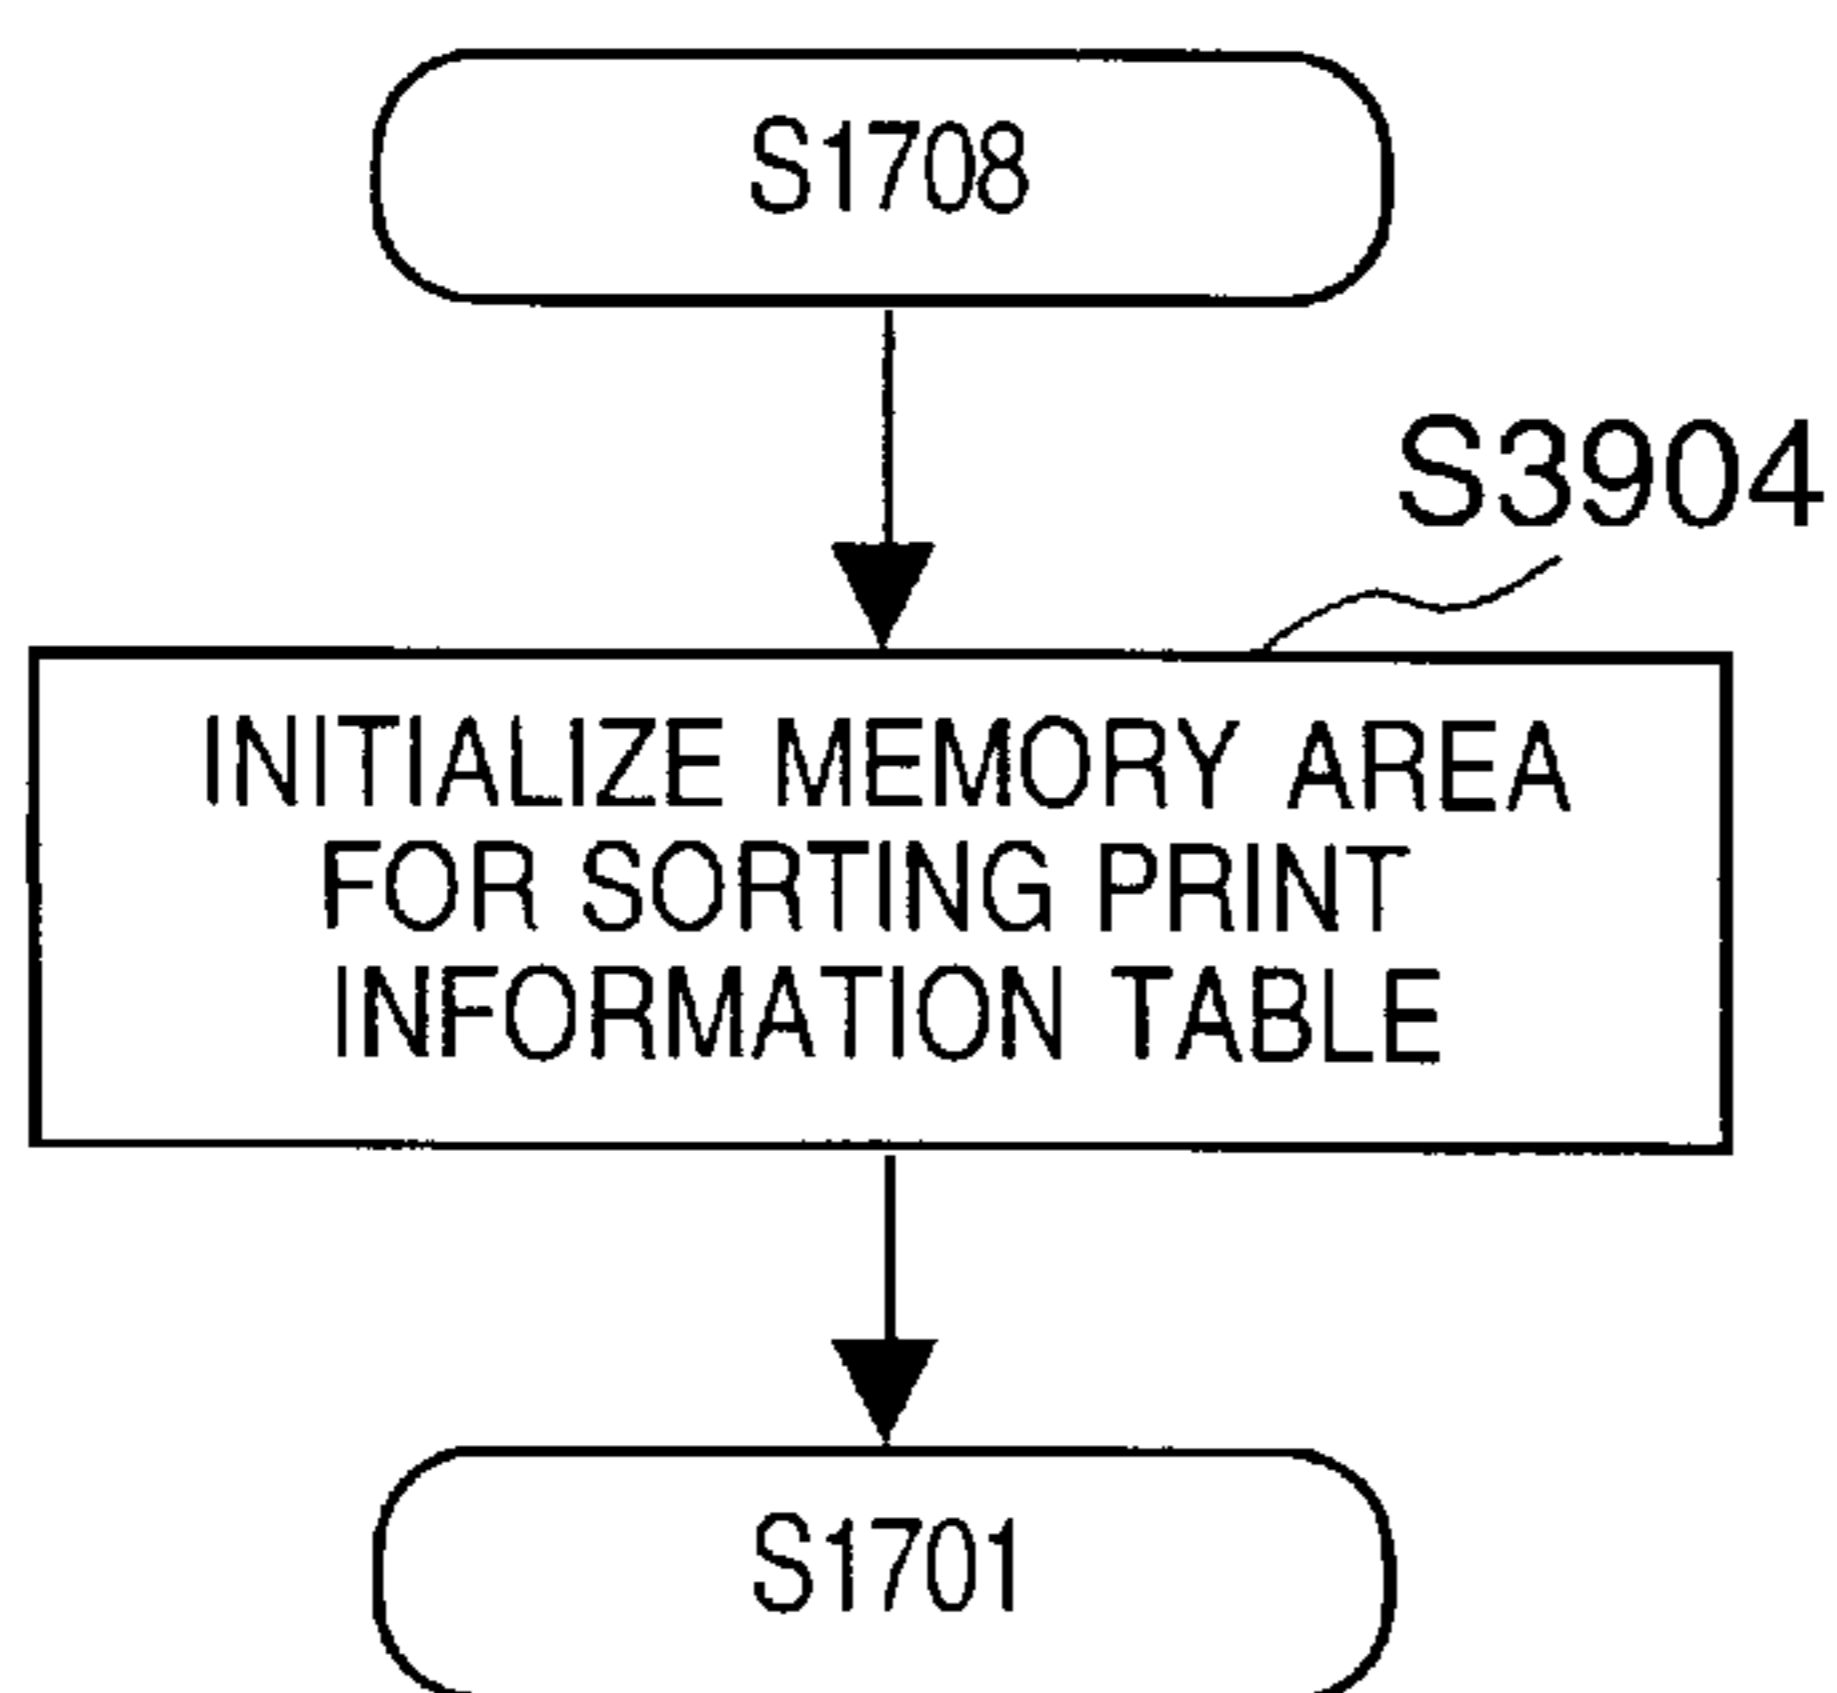 S1708
S3904
INITIALIZE MEMORY AREA
FOR SORTING PRINT
INFORMATION TABLE
S1701